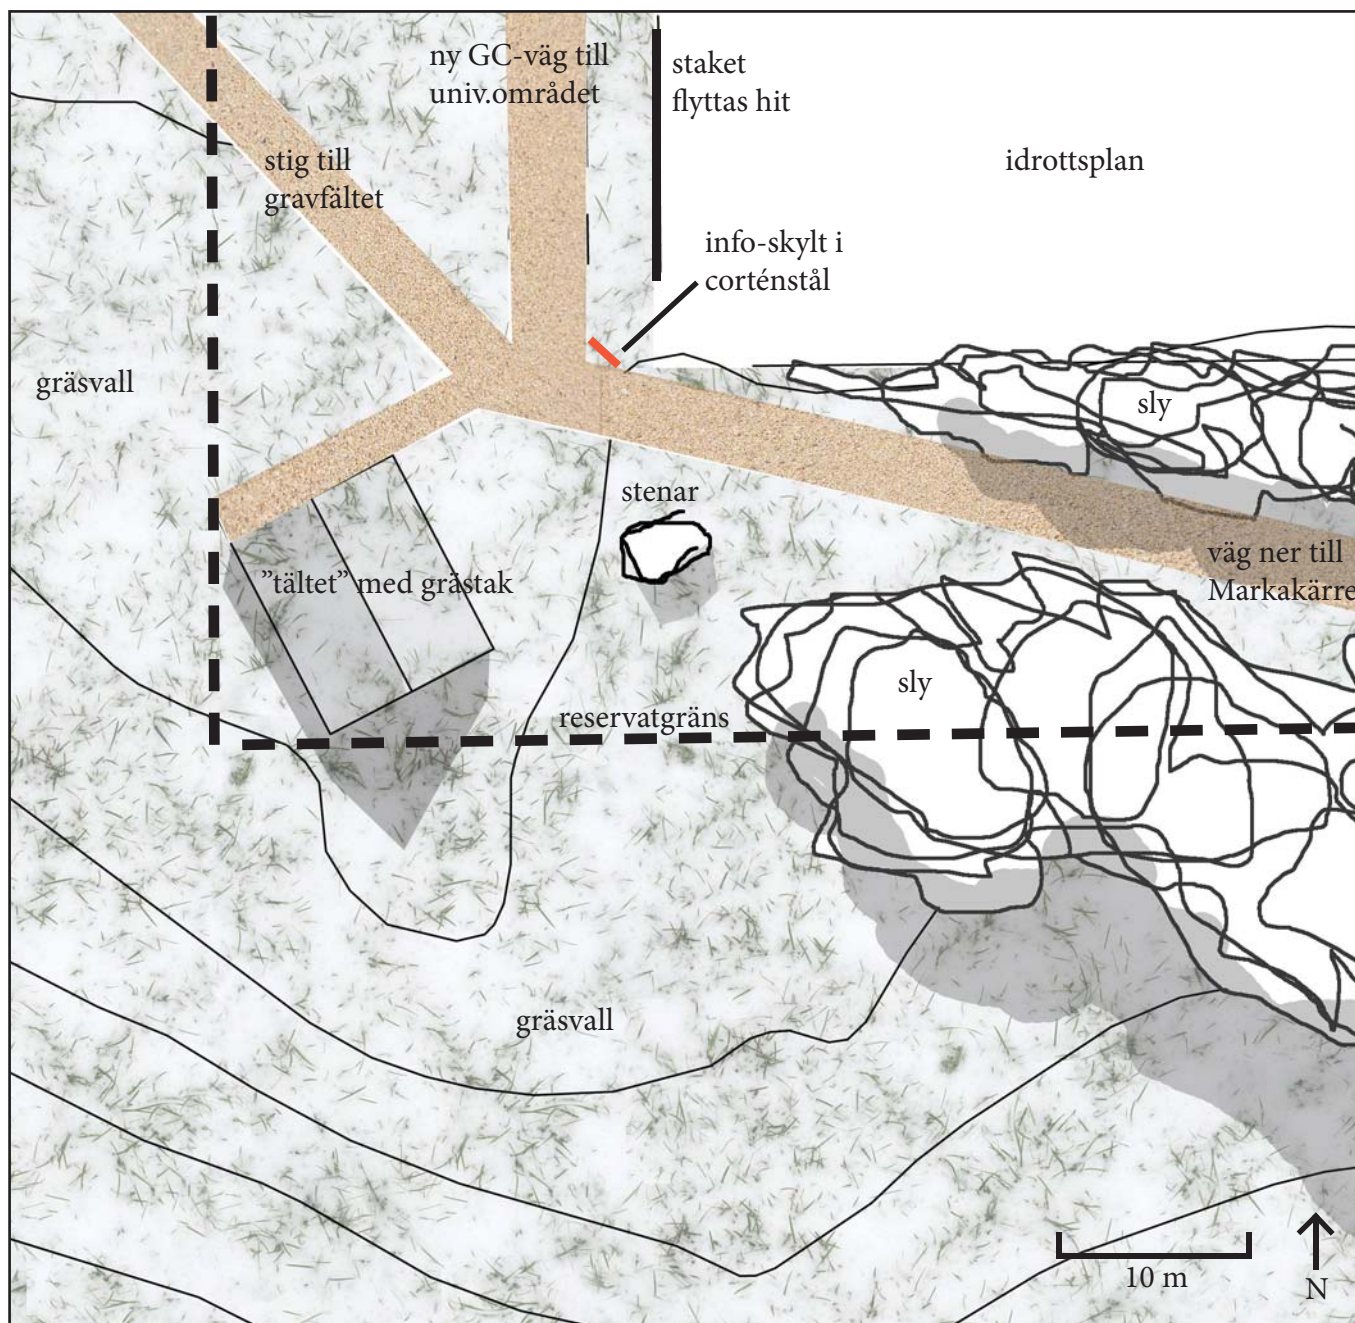 ny GC-väg till
univ.området
staket
flyttas hit
idrottsplan
stig till
gravfältet
info-skylt i
corténstål
gräsvall
sly
stenar
väg ner till
Markakärre
”tältet” med grästak
sly
reservatgräns
gräsvall
10 m
N